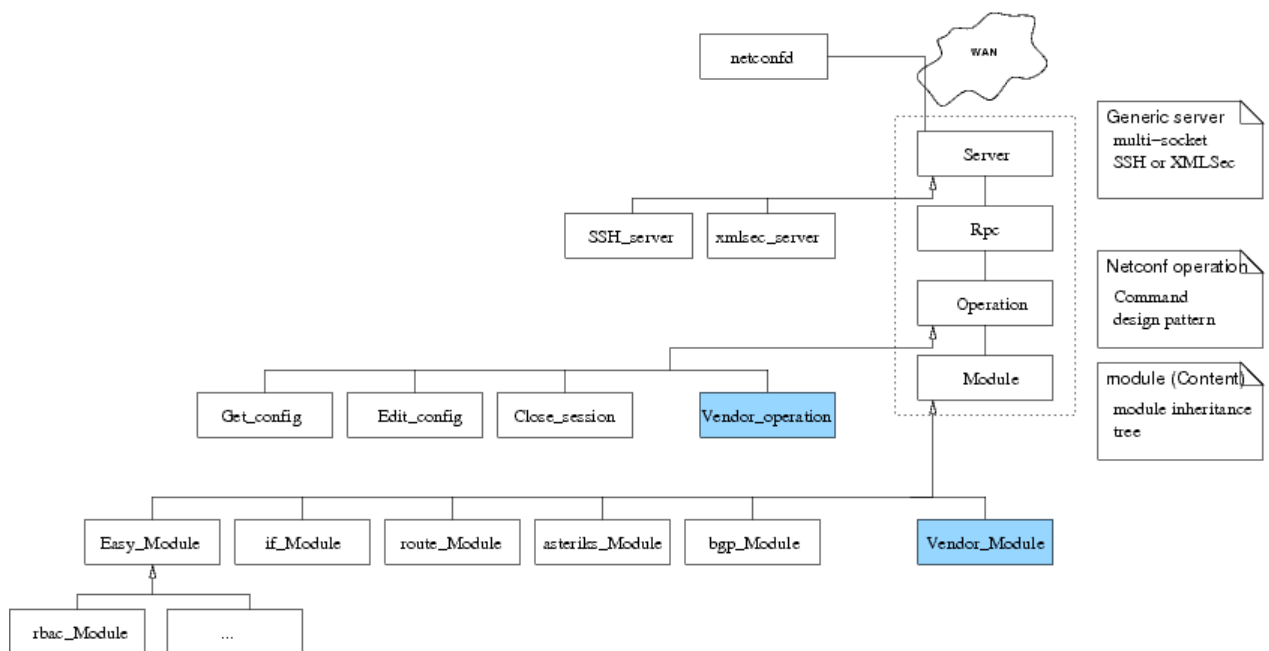 netconfd
WAN
Generic server
multi-socket
SSH or XMLSec
Server
SSH_server
xmlsec_server
Rpc
Netconf operation
Command
design pattern
Operation
Module
module (Content)
module inheritance
tree
Get_config
Edit_config
Close_session
Vendor_operation
Easy_Module
if_Module
route_Module
asteriks_Module
bgp_Module
Vendor_Module
rbac_Module
...